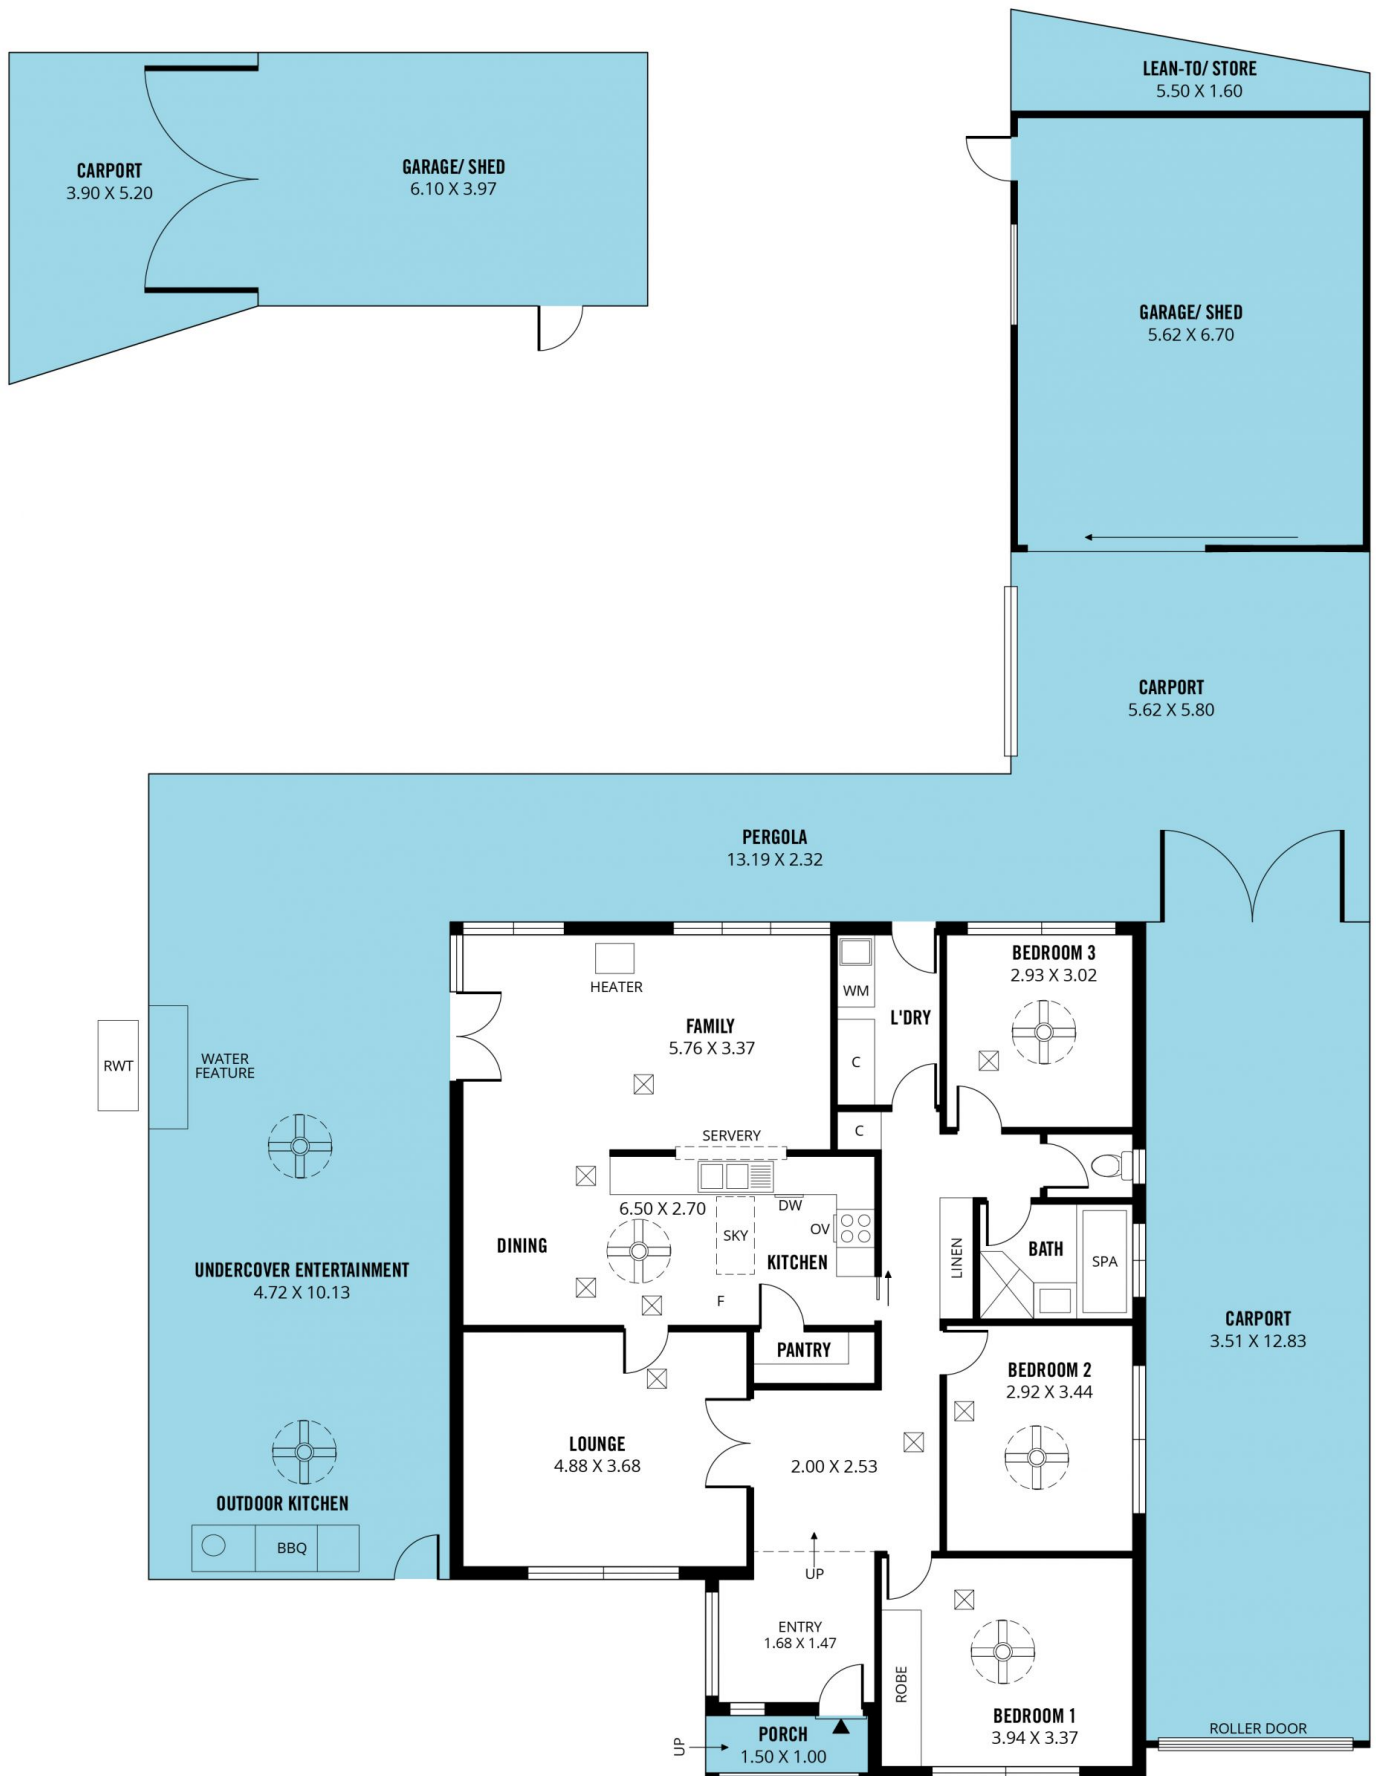 LEAN-TO/ STORE
5.50 X 1.60
CARPORT
3.90 X 5.20
GARAGE/ SHED
6.10 X 3.97
GARAGE/ SHED
5.62 X 6.70
CARPORT
5.62 X 5.80
PERGOLA
13.19 X 2.32
HEATER
FAMILY
5.76 X 3.37
WM
L'DRY
C
BEDROOM 3
2.93 X 3.02
RWT
WATER
FEATURE
C
SERVERY
6.50 X 2.70
DW
OV
SKY
DINING
KITCHEN
F
LINEN
BATH
SPA
UNDERCOVER ENTERTAINMENT
4.72 X 10.13
CARPORT
3.51 X 12.83
PANTRY
BEDROOM 2
2.92 X 3.44
LOUNGE
4.88 X 3.68
2.00 X 2.53
OUTDOOR KITCHEN
BBQ
UP
ENTRY
1.68 X 1.47
ROBE
BEDROOM 1
3.94 X 3.37
ROLLER DOOR
UP
PORCH
1.50 X 1.00